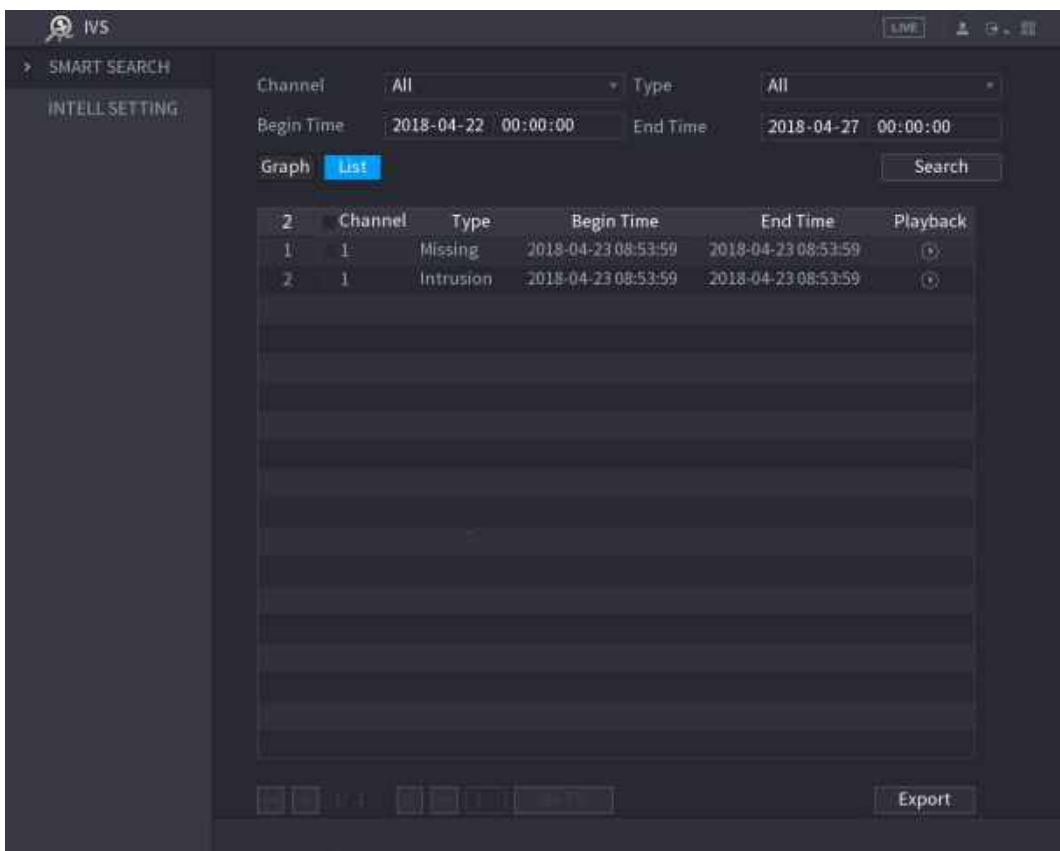 IVS LIVE
SMART SEARCH
INTELL SETTING
Channel All Type All
Begin Time 2018-04-22 00:00:00 End Time 2018-04-27 00:00:00
Graph List Search
2 Channel Type Begin Time End Time Playback
1 1 Missing 2018-04-23 08:53:59 2018-04-23 08:53:59
2 1 Intrusion 2018-04-23 08:53:59 2018-04-23 08:53:59
Export